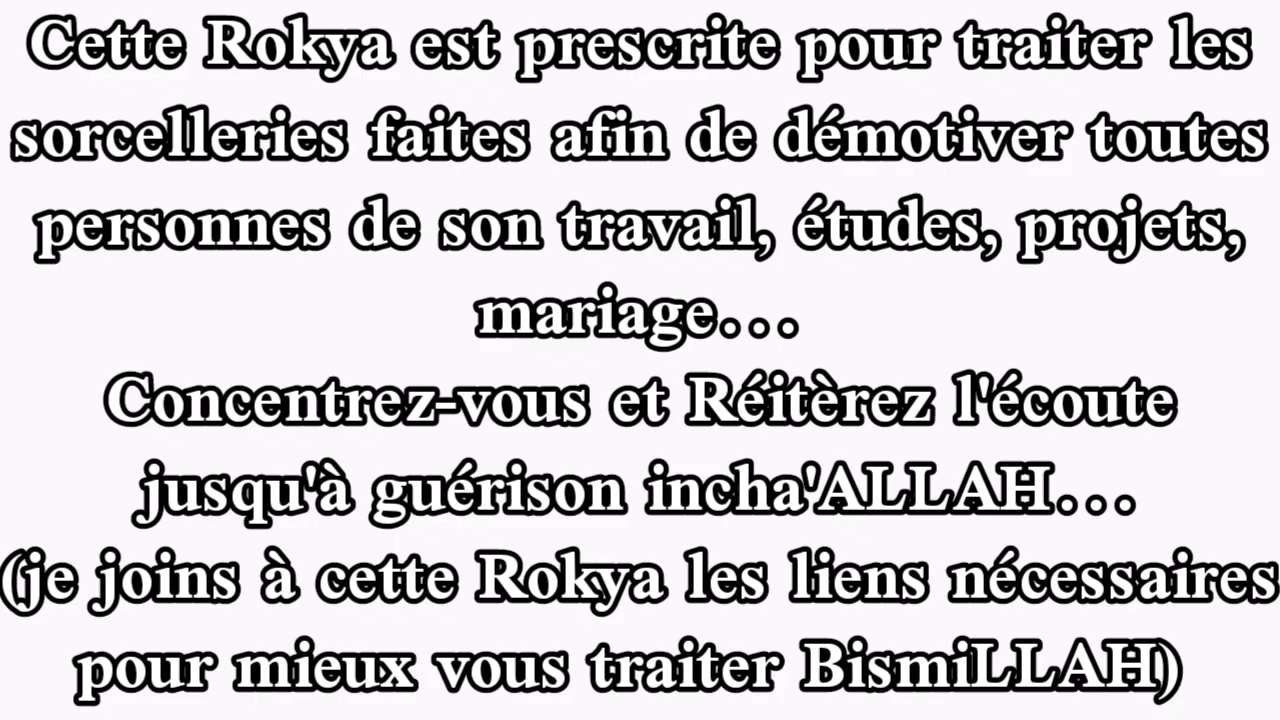 Cette Rokya est prescrite pour traiter les
sorcelleries faites afin de démotiver toutes
personnes de son travail, études, projets,
mariage…
Concentrez-vous et Réitèrez l'écoute
jusqu'à guérison incha'ALLAH…
(je joins à cette Rokya les liens nécessaires
pour mieux vous traiter BismiLLAH)